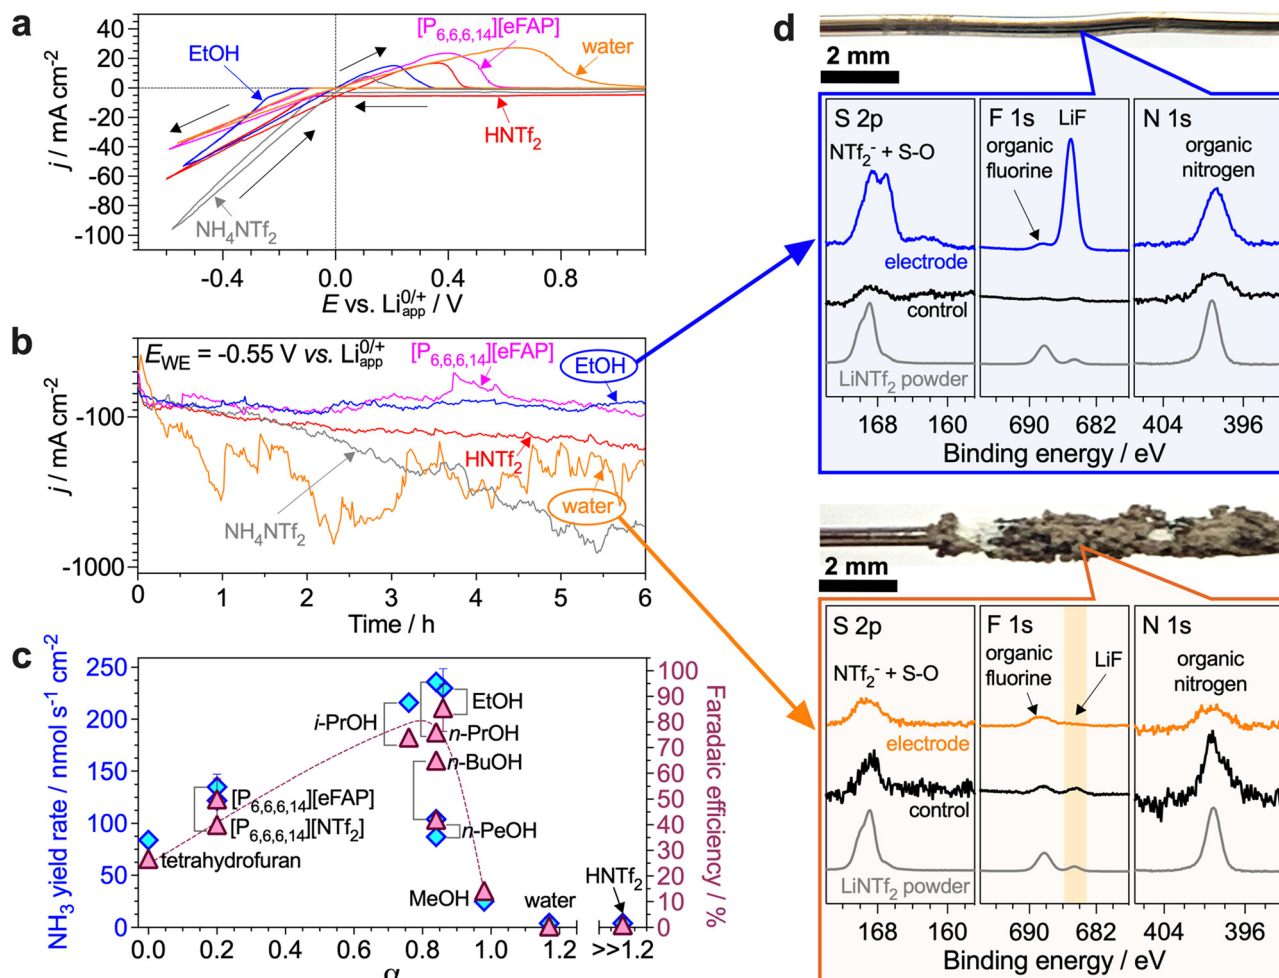 a
j / mA cm⁻²
40
20
0
-20
-40
-60
-80
-100
EtOH
[P6,6,6,14][eFAP]
water
HNTf2
NH4NTf2
-0.4
0.0
0.4
0.8
E vs. Li0/+app / V
b
j / mA cm⁻²
-100
-1000
EWE = -0.55 V vs. Li0/+app
[P6,6,6,14][eFAP]
EtOH
HNTf2
NH4NTf2
water
0
1
2
3
4
5
6
Time / h
c
NH3 yield rate / nmol s⁻¹ cm⁻²
250
200
150
100
50
0
i-PrOH
EtOH
n-PrOH
n-BuOH
n-PeOH
[P6,6,6,14][eFAP]
[P6,6,6,14][NTf2]
tetrahydrofuran
MeOH
water
HNTf2
100
90
80
70
60
50
40
30
20
10
0
Faradaic efficiency / %
0.0
0.2
0.4
0.6
0.8
1.0
1.2
>>1.2
α
d
2 mm
S 2p
NTf2⁻ + S-O
electrode
control
LiNTf2 powder
F 1s
LiF
organic
fluorine
N 1s
organic
nitrogen
168
160
690
682
404
396
Binding energy / eV
2 mm
S 2p
NTf2⁻ + S-O
electrode
control
LiNTf2 powder
F 1s
organic
fluorine
LiF
N 1s
organic
nitrogen
168
160
690
682
404
396
Binding energy / eV